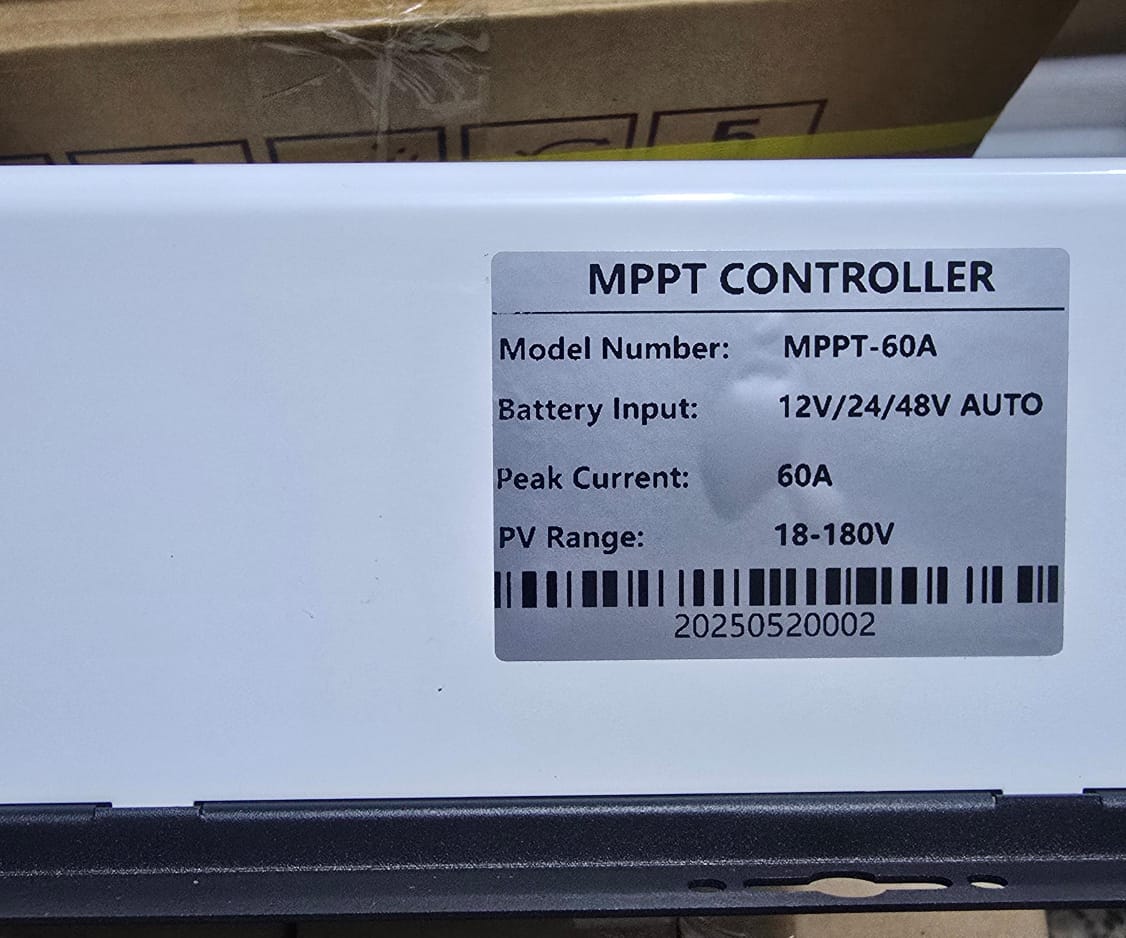 5
MPPT CONTROLLER
Model Number: MPPT-60A
Battery Input: 12V/24/48V AUTO
Peak Current: 60A
PV Range: 18-180V
20250520002